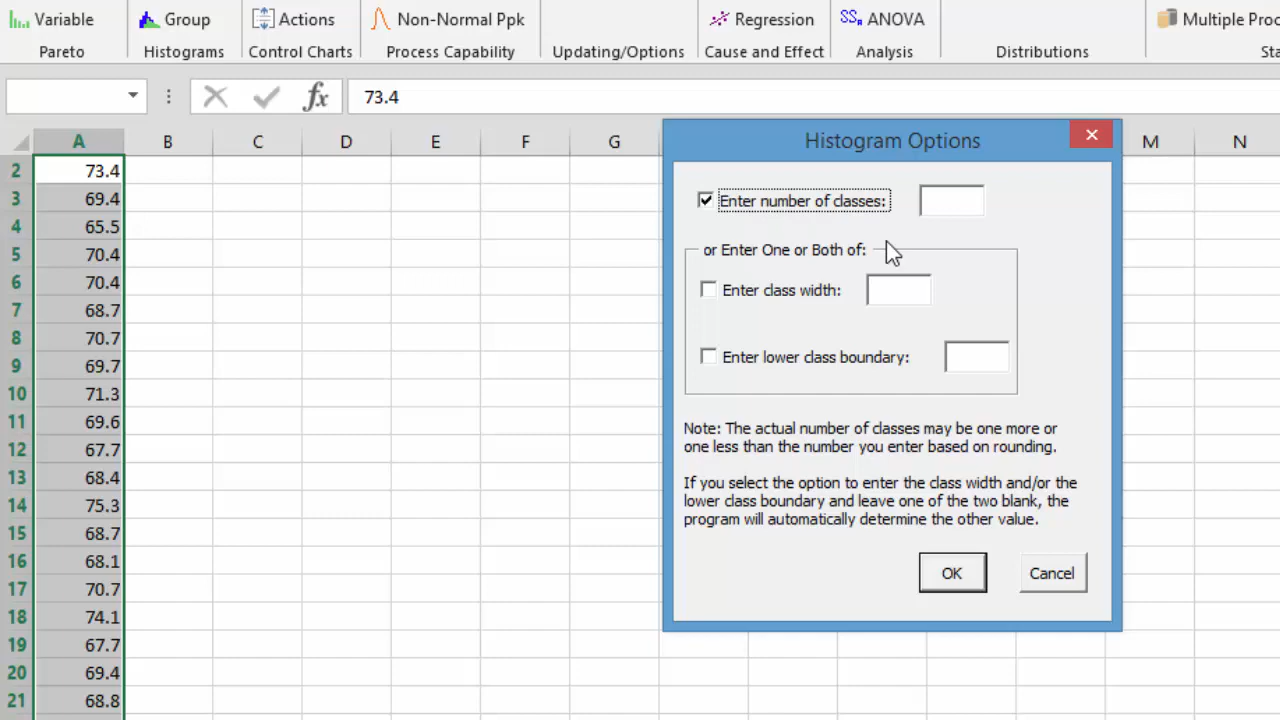 Variable Group Actions Non-Normal Ppk Regression SSR ANOVA
Pareto Histograms Control Charts Process Capability Updating/Options Cause and Effect Analysis Distributions
fx 73.4
A B C D E F G M N
Histogram Options
2 73.4
3 69.4
4 65.5
5 70.4
6 70.4
7 68.7
8 70.7
9 69.7
10 71.3
11 69.6
12 67.7
13 68.4
14 75.3
15 68.7
16 68.1
17 70.7
18 74.1
19 67.7
20 69.4
21 68.8
Enter number of classes:
or Enter One or Both of:
Enter class width:
Enter lower class boundary:
Note: The actual number of classes may be one more or
one less than the number you enter based on rounding.
If you select the option to enter the class width and/or the
lower class boundary and leave one of the two blank, the
program will automatically determine the other value.
OK Cancel